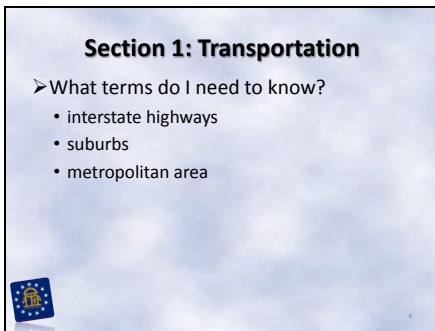 Section 1: Transportation
➢What terms do I need to know?
• interstate highways
• suburbs
• metropolitan area
4